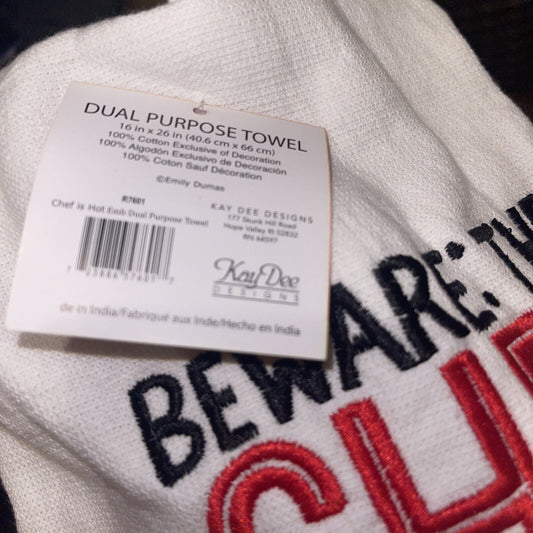 DUAL PURPOSE TOWEL
16 in x 26 in (40.6 cm x 66 cm)
100% Cotton Exclusive of Decoration
100% Algodón Exclusivo de Decoración
100% Coton Sauf Décoration
©Emily Dumas
R7601
Chef is Hot Emb Dual Purpose Towel
KAY DEE DESIGNS
177 Skunk Hill Road
Hope Valley RI 02832
RN 64597
Kay Dee
DESIGNS
de in India/Fabriqué aux Inde/Hecho en India
BEWARE: THE